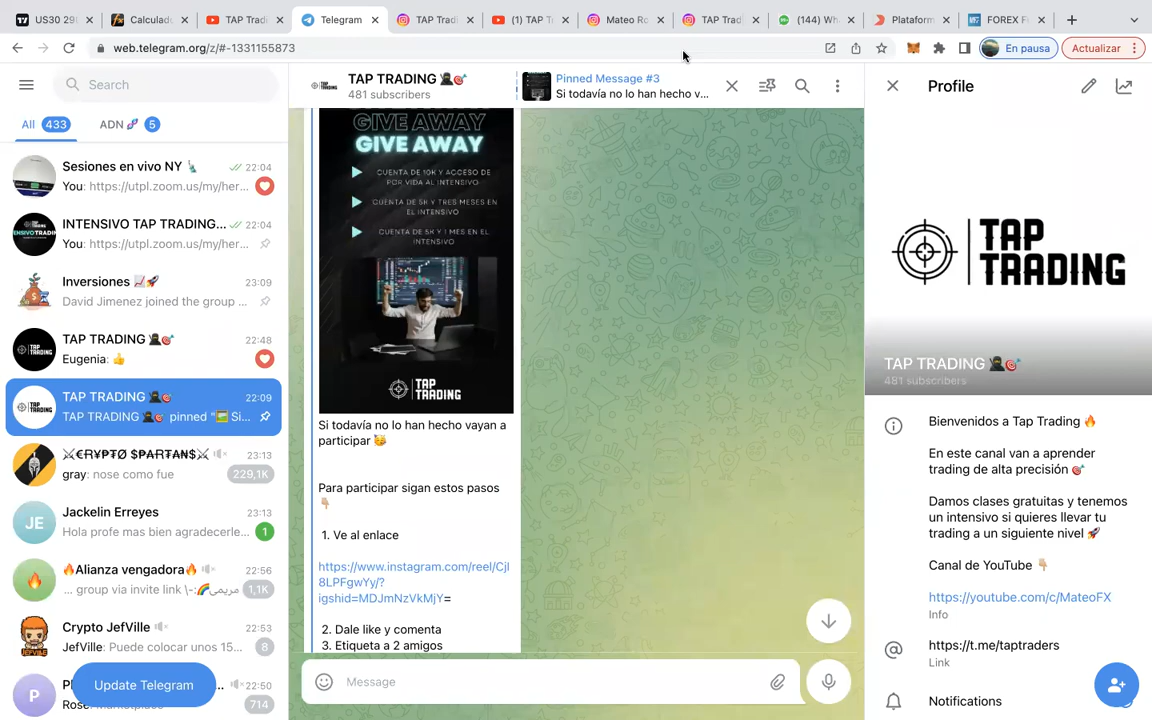 US30 29
Calculad
TAP Tradi
Telegram
TAP Tradi
(1) TAP T
Mateo Ro
TAP Tradi
(144) Wh
Plataform
FOREX F
web.telegram.org/z/#-1331155873
En pausa
Actualizar
Search
All 433
ADN 🧬 5
Sesiones en vivo NY 🗽
22:04
You: https://utpl.zoom.us/my/her...
INTENSIVO TAP TRADING...
22:04
You: https://utpl.zoom.us/my/her...
Inversiones 📈🚀
23:09
David Jimenez joined the group ...
TAP TRADING 🥷🎯
22:48
Eugenia: 👍
TAP TRADING 🥷🎯
22:09
TAP TRADING 🥷🎯 pinned "🖼 Si...
⚔€RY₱TØ $₱ART₳N$⚔
23:13
gray: nose como fue
229,1K
Jackelin Erreyes
23:13
Hola profe mas bien agradecerle...
1
🔥Alianza vengadora🔥
22:56
... group via invite link \-:🌈مريمى
1,1K
Crypto JefVille
22:53
JefVille: Puede colocar unos 15...
8
22:50
714
Update Telegram
TAP TRADING 🥷🎯
481 subscribers
Pinned Message #3
Si todavía no lo han hecho v...
GIVE AWAY
GIVE AWAY
CUENTA DE 10K Y ACCESO DE
POR VIDA AL INTENSIVO
CUENTA DE 5K Y TRES MESES EN
EL INTENSIVO
CUENTA DE 5K Y 1 MES EN EL
INTENSIVO
TAP
TRADING
Si todavía no lo han hecho vayan a
participar 🥳
Para participar sigan estos pasos
👇🏼
1. Ve al enlace
https://www.instagram.com/reel/Cjl
8LPFgwYy/?
igshid=MDJmNzVkMjY=
2. Dale like y comenta
3. Etiqueta a 2 amigos
Message
Profile
TAP
TRADING
TAP TRADING 🥷🎯
481 subscribers
Bienvenidos a Tap Trading 🔥
En este canal van a aprender
trading de alta precisión 🎯
Damos clases gratuitas y tenemos
un intensivo si quieres llevar tu
trading a un siguiente nivel 🚀
Canal de YouTube 👇🏼
https://youtube.com/c/MateoFX
Info
https://t.me/taptraders
Link
Notifications